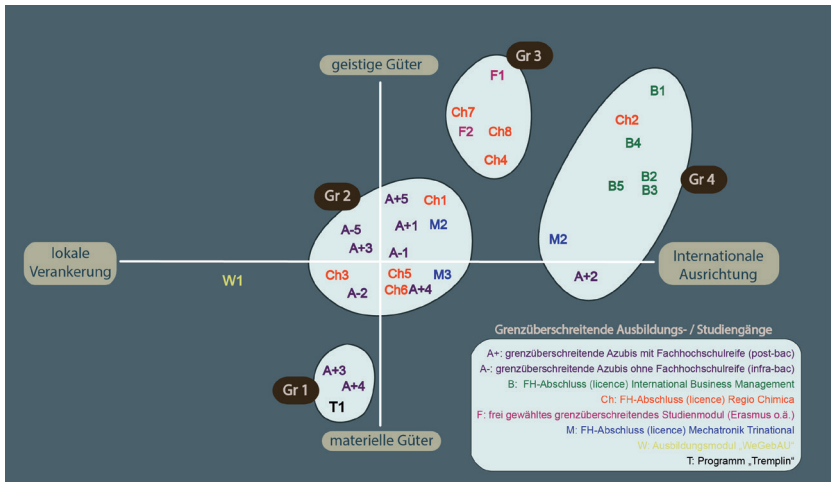 Gr 3
geistige Güter
F1
B1
Ch7
Ch2
F2
Ch8
B4
Ch4
B2
B5
B3
Gr 4
Gr 2
A+5
Ch1
A-5
A+1
M2
M2
A+3
A-1
lokale
Verankerung
Internationale
Ausrichtung
W1
Ch3
Ch5
M3
A+2
A-2
Ch6
A+4
Grenzüberschreitende Ausbildungs- / Studiengänge
A+: grenzüberschreitende Azubis mit Fachhochschulreife (post-bac)
A-: grenzüberschreitende Azubis ohne Fachhochschulreife (infra-bac)
B: FH-Abschluss (licence) International Business Management
Ch: FH-Abschluss (licence) Regio Chimica
F: frei gewähltes grenzüberschreitendes Studienmodul (Erasmus o.ä.)
M: FH-Abschluss (licence) Mechatronik Trinational
W: Ausbildungsmodul „WeGebAU"
T: Programm „Tremplin"
Gr 1
A+3
A+4
T1
materielle Güter